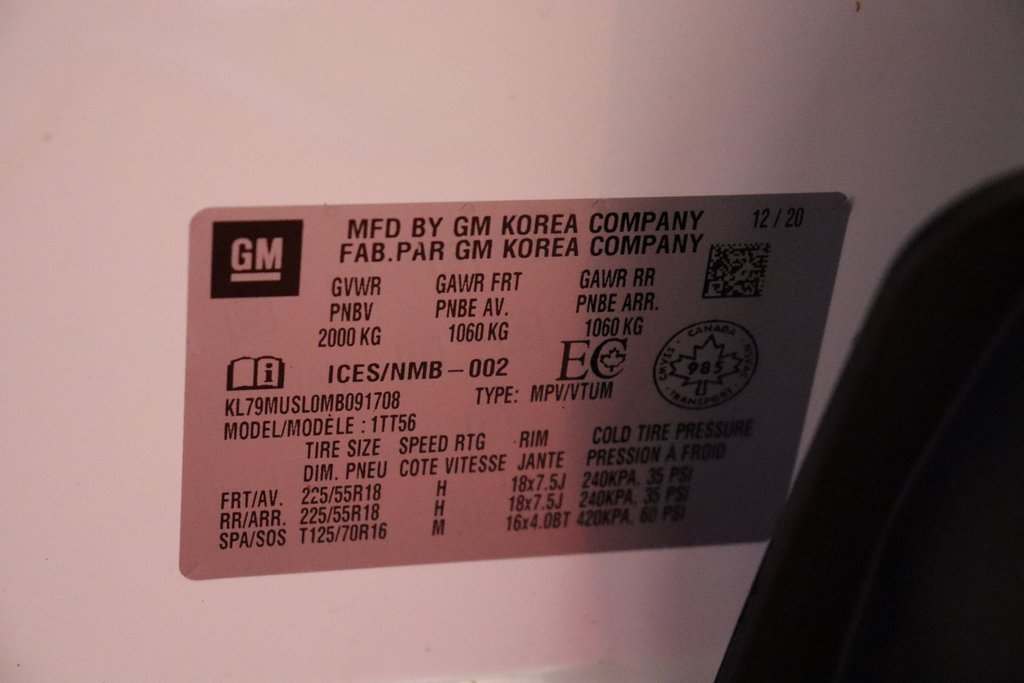 GM
MFD BY GM KOREA COMPANY 12 / 20
FAB.PAR GM KOREA COMPANY
GVWR GAWR FRT GAWR RR
PNBV PNBE AV. PNBE ARR.
2000 KG 1060 KG 1060 KG
i ICES/NMB – 002 EC
CANADA
CMVSS 985 NSVAC
TRANSPORT
KL79MUSL0MB091708 TYPE: MPV/VTUM
MODEL/MODÈLE : 1TT56
TIRE SIZE SPEED RTG RIM COLD TIRE PRESSURE
DIM. PNEU COTE VITESSE JANTE PRESSION À FROID
FRT/AV. 225/55R18 H 18x7.5J 240KPA. 35 PSI
RR/ARR. 225/55R18 H 18x7.5J 240KPA. 35 PSI
SPA/SOS T125/70R16 M 16x4.0BT 420KPA. 60 PSI